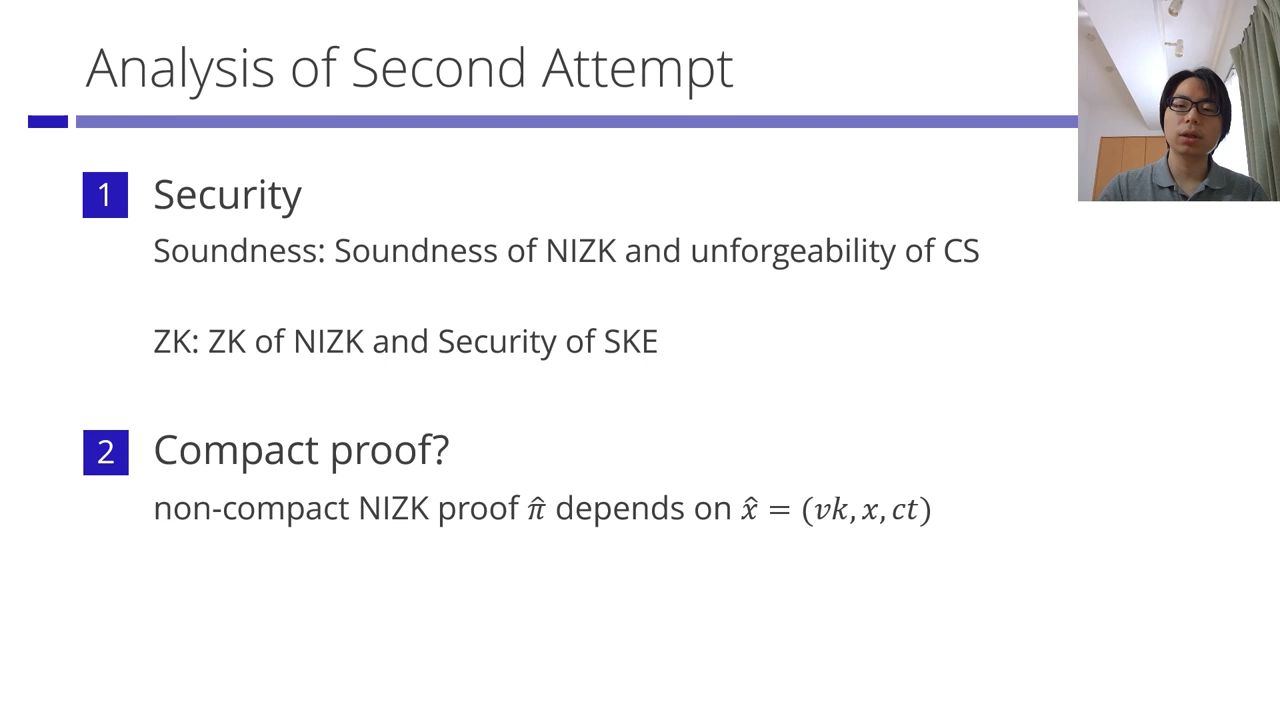 Analysis of Second Attempt
1 Security
Soundness: Soundness of NIZK and unforgeability of CS
ZK: ZK of NIZK and Security of SKE
2 Compact proof?
non-compact NIZK proof π̂ depends on x̂ = (vk, x, ct)